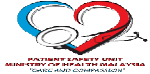 PATIENT SAFETY UNIT
MINISTRY OF HEALTH MALAYSIA
"CARE AND COMPASSION"